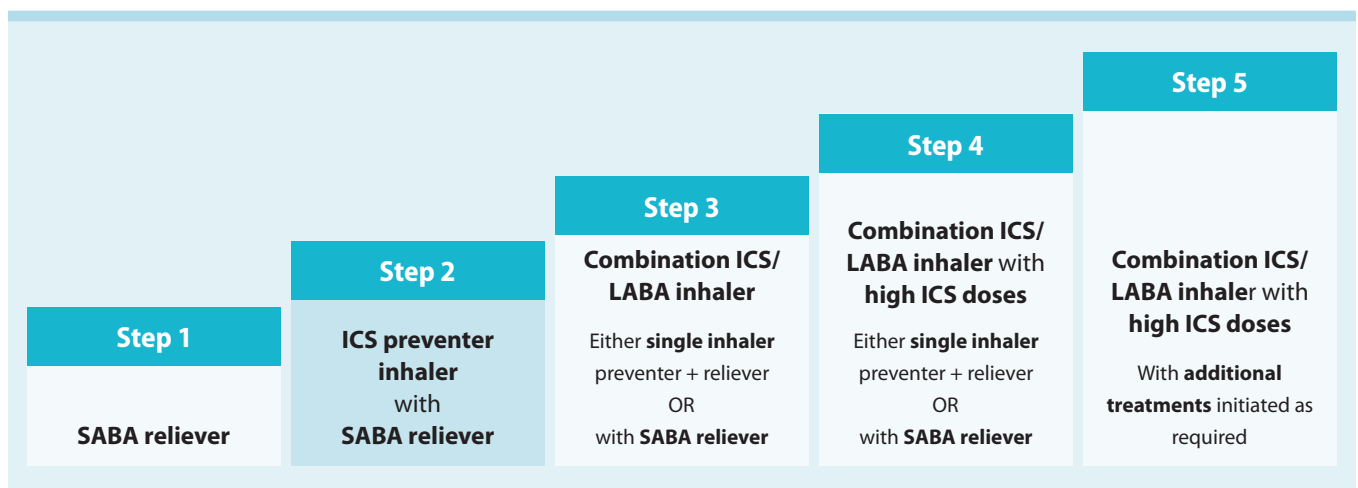 Step 1
SABA reliever
Step 2
ICS preventer
inhaler
with
SABA reliever
Step 3
Combination ICS/
LABA inhaler
Either single inhaler
preventer + reliever
OR
with SABA reliever
Step 4
Combination ICS/
LABA inhaler with
high ICS doses
Either single inhaler
preventer + reliever
OR
with SABA reliever
Step 5
Combination ICS/
LABA inhaler with
high ICS doses
With additional
treatments initiated as
required